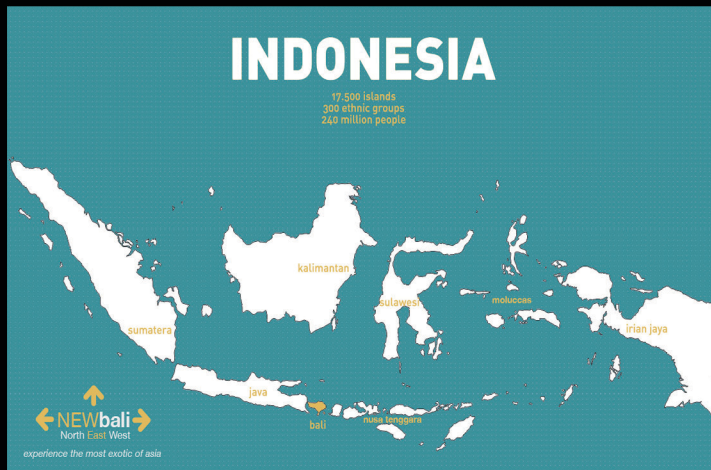 INDONESIA
17.500 islands
300 ethnic groups
240 million people
kalimantan
sulawesi
moluccas
sumatera
irian jaya
java
bali
nusa tenggara
NEWbali
North East West
experience the most exotic of asia